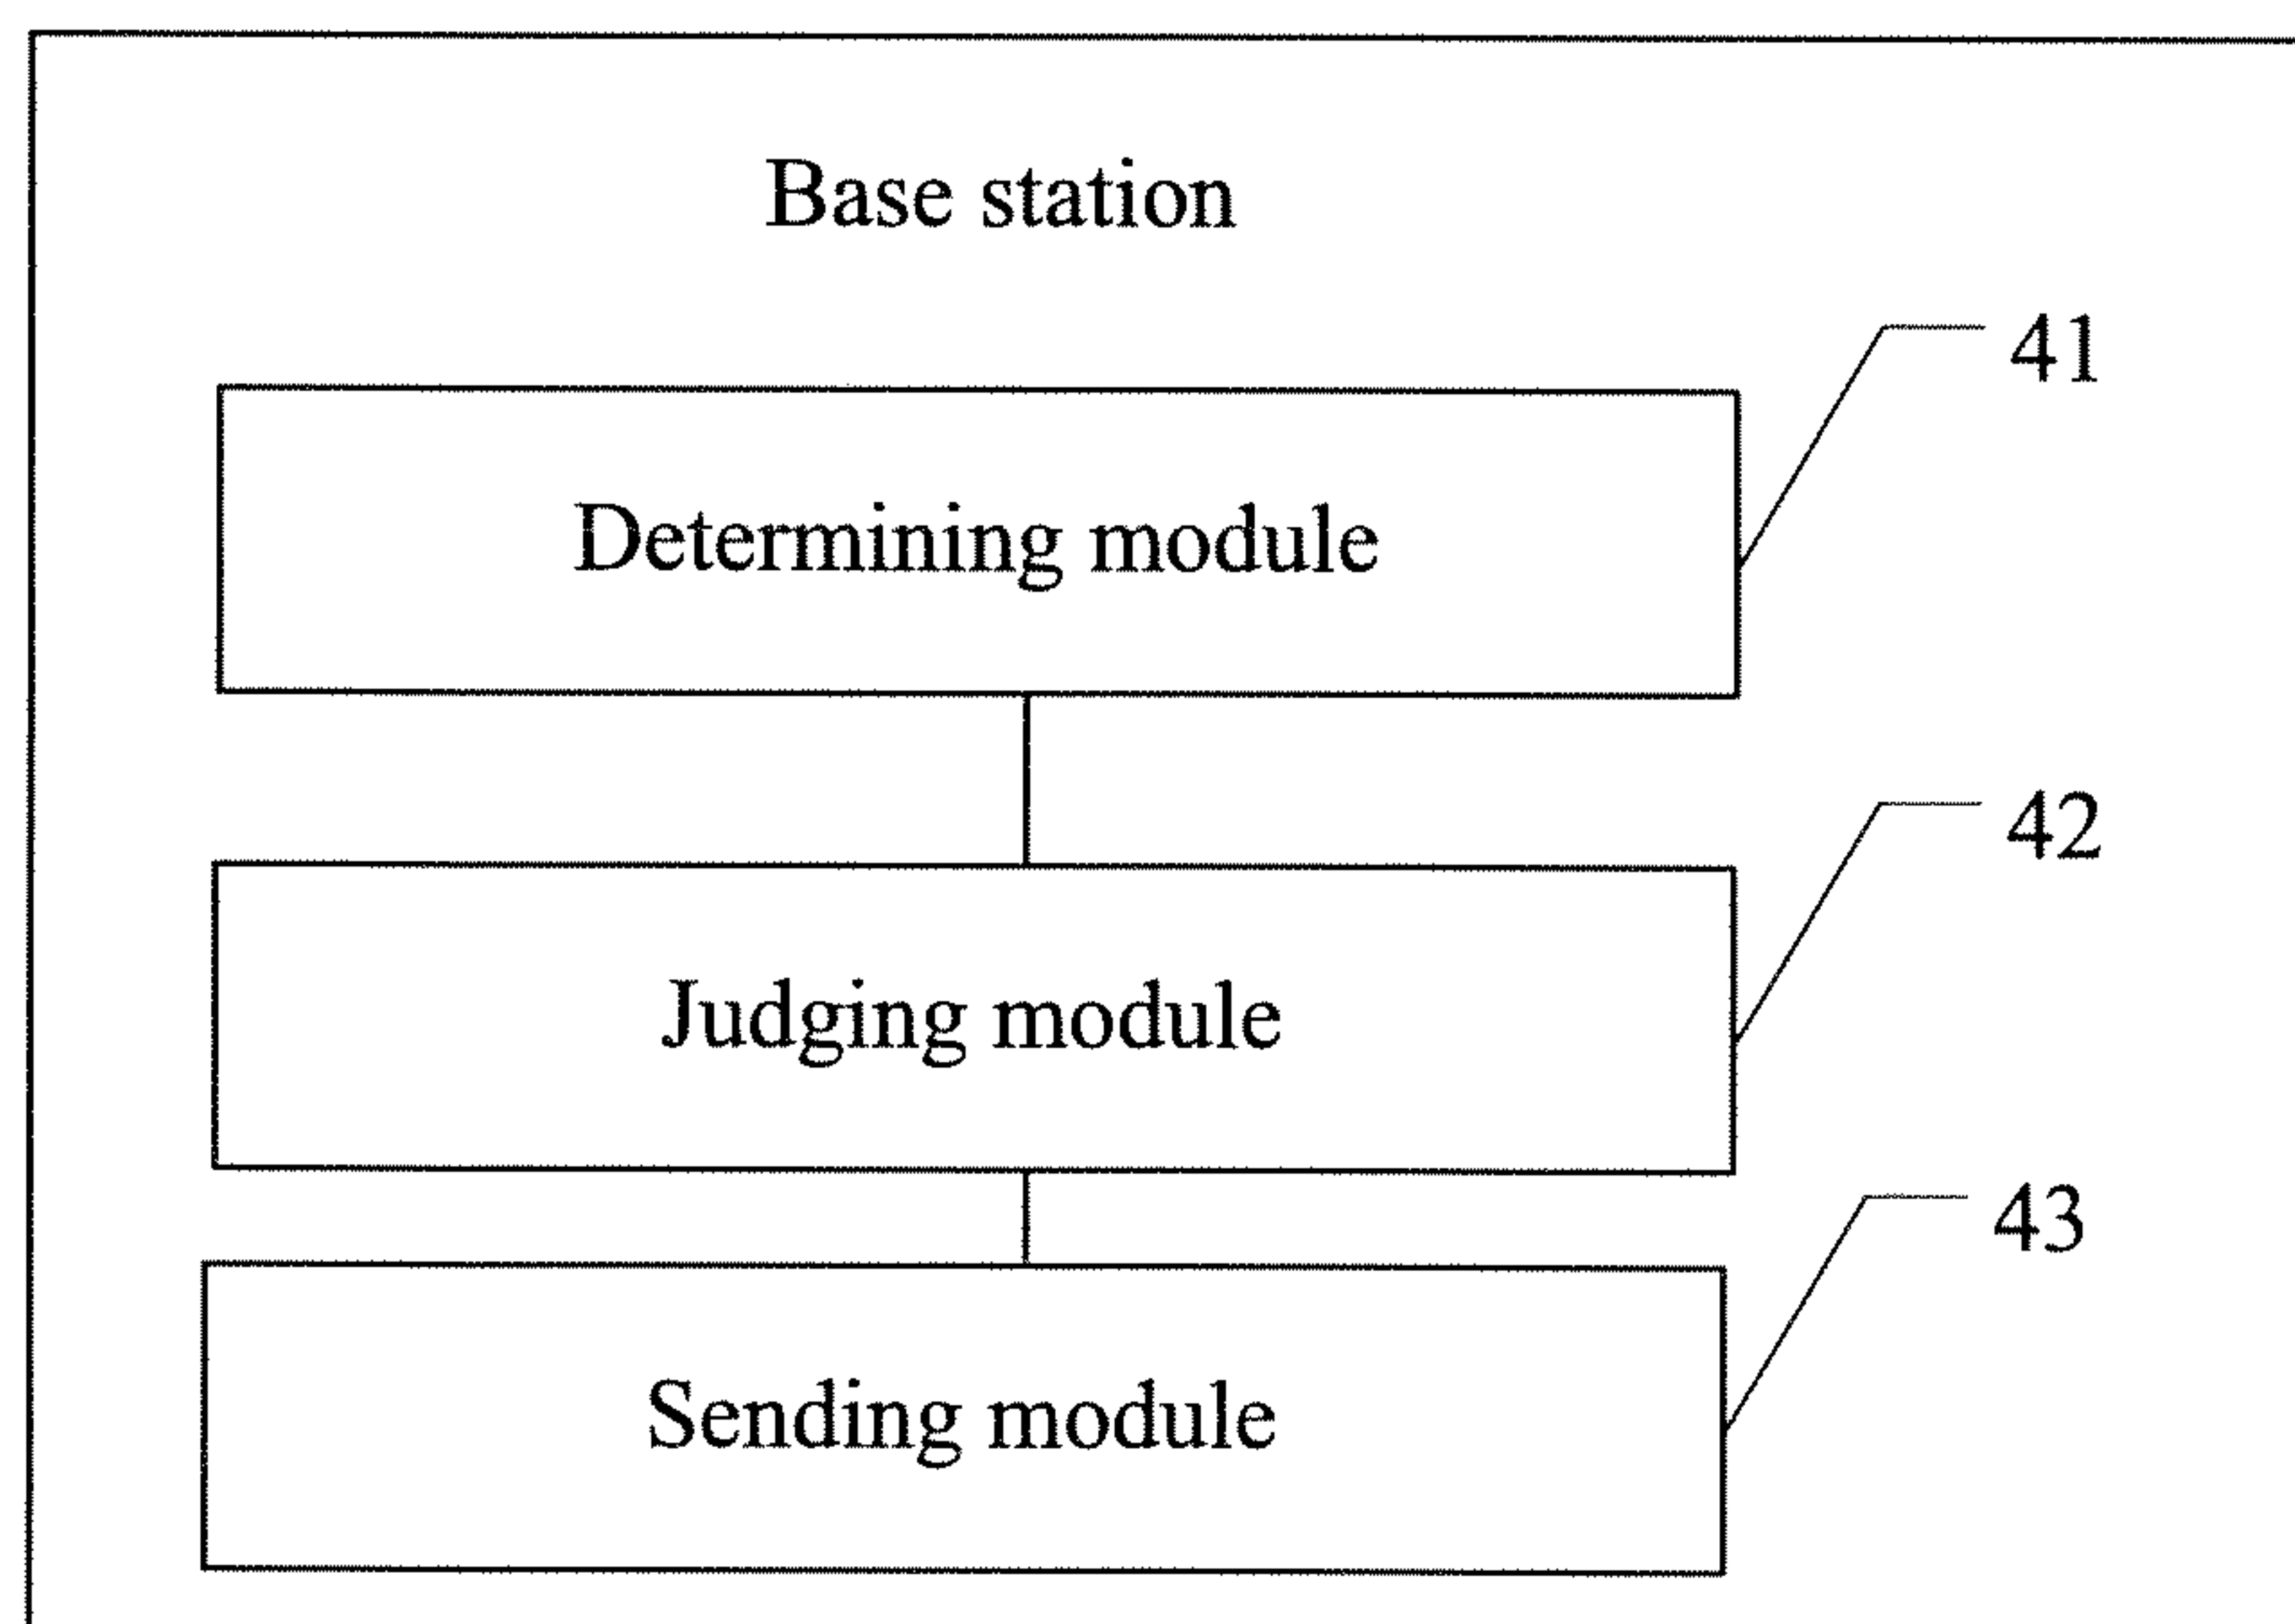 Base station
41
Determining module
42
Judging module
43
Sending module